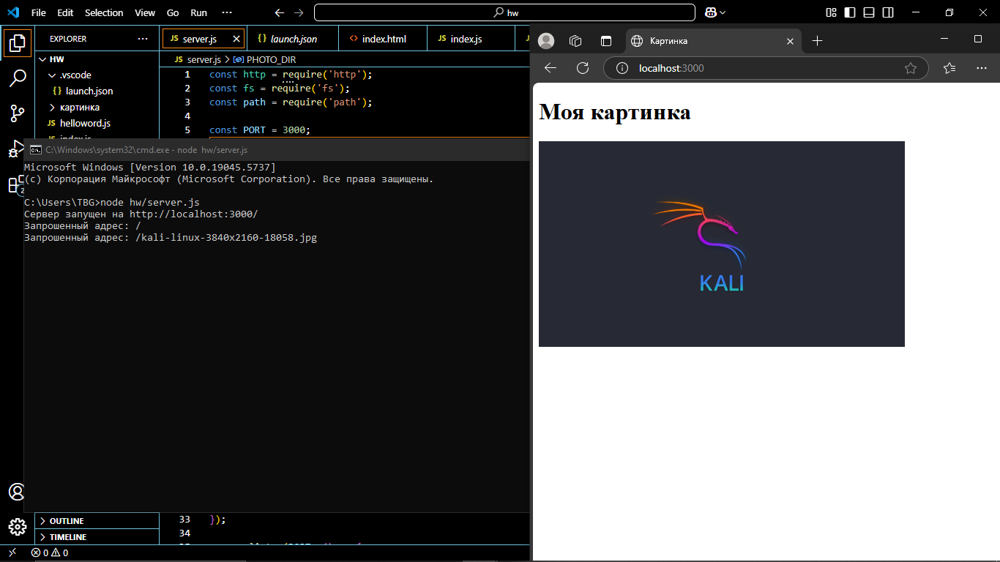 File Edit Selection View Go Run ··· hw
EXPLORER ···
HW
.vscode
{} launch.json
картинка
JS helloword.js
JS index.js
OUTLINE
TIMELINE
JS server.js
{} launch.json
<> index.html
JS index.js
JS server.js > PHOTO_DIR
1 const http = require('http');
2 const fs = require('fs');
3 const path = require('path');
4
5 const PORT = 3000;
C:\Windows\system32\cmd.exe - node hw/server.js
Microsoft Windows [Version 10.0.19045.5737]
(c) Корпорация Майкрософт (Microsoft Corporation). Все права защищены.
C:\Users\TBG>node hw/server.js
Сервер запущен на http://localhost:3000/
Запрошенный адрес: /
Запрошенный адрес: /kali-linux-3840x2160-18058.jpg
33 });
34
0 0
Картинка
localhost:3000
Моя картинка
KALI